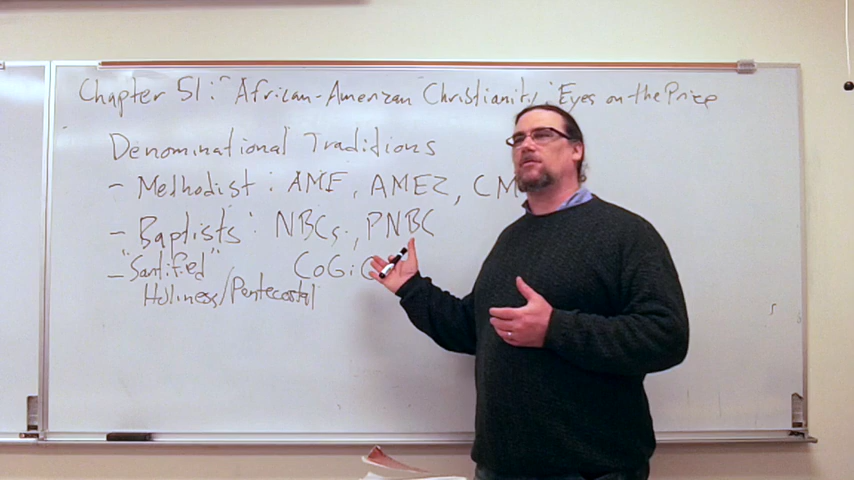 Chapter 51: "African-American Christianity: Eyes on the Prize
Denominational Traditions
- Methodist: AME, AMEZ, CM
- Baptists: NBCs, PNBC
- "Santified" CoGiC
Holiness/Pentecostal